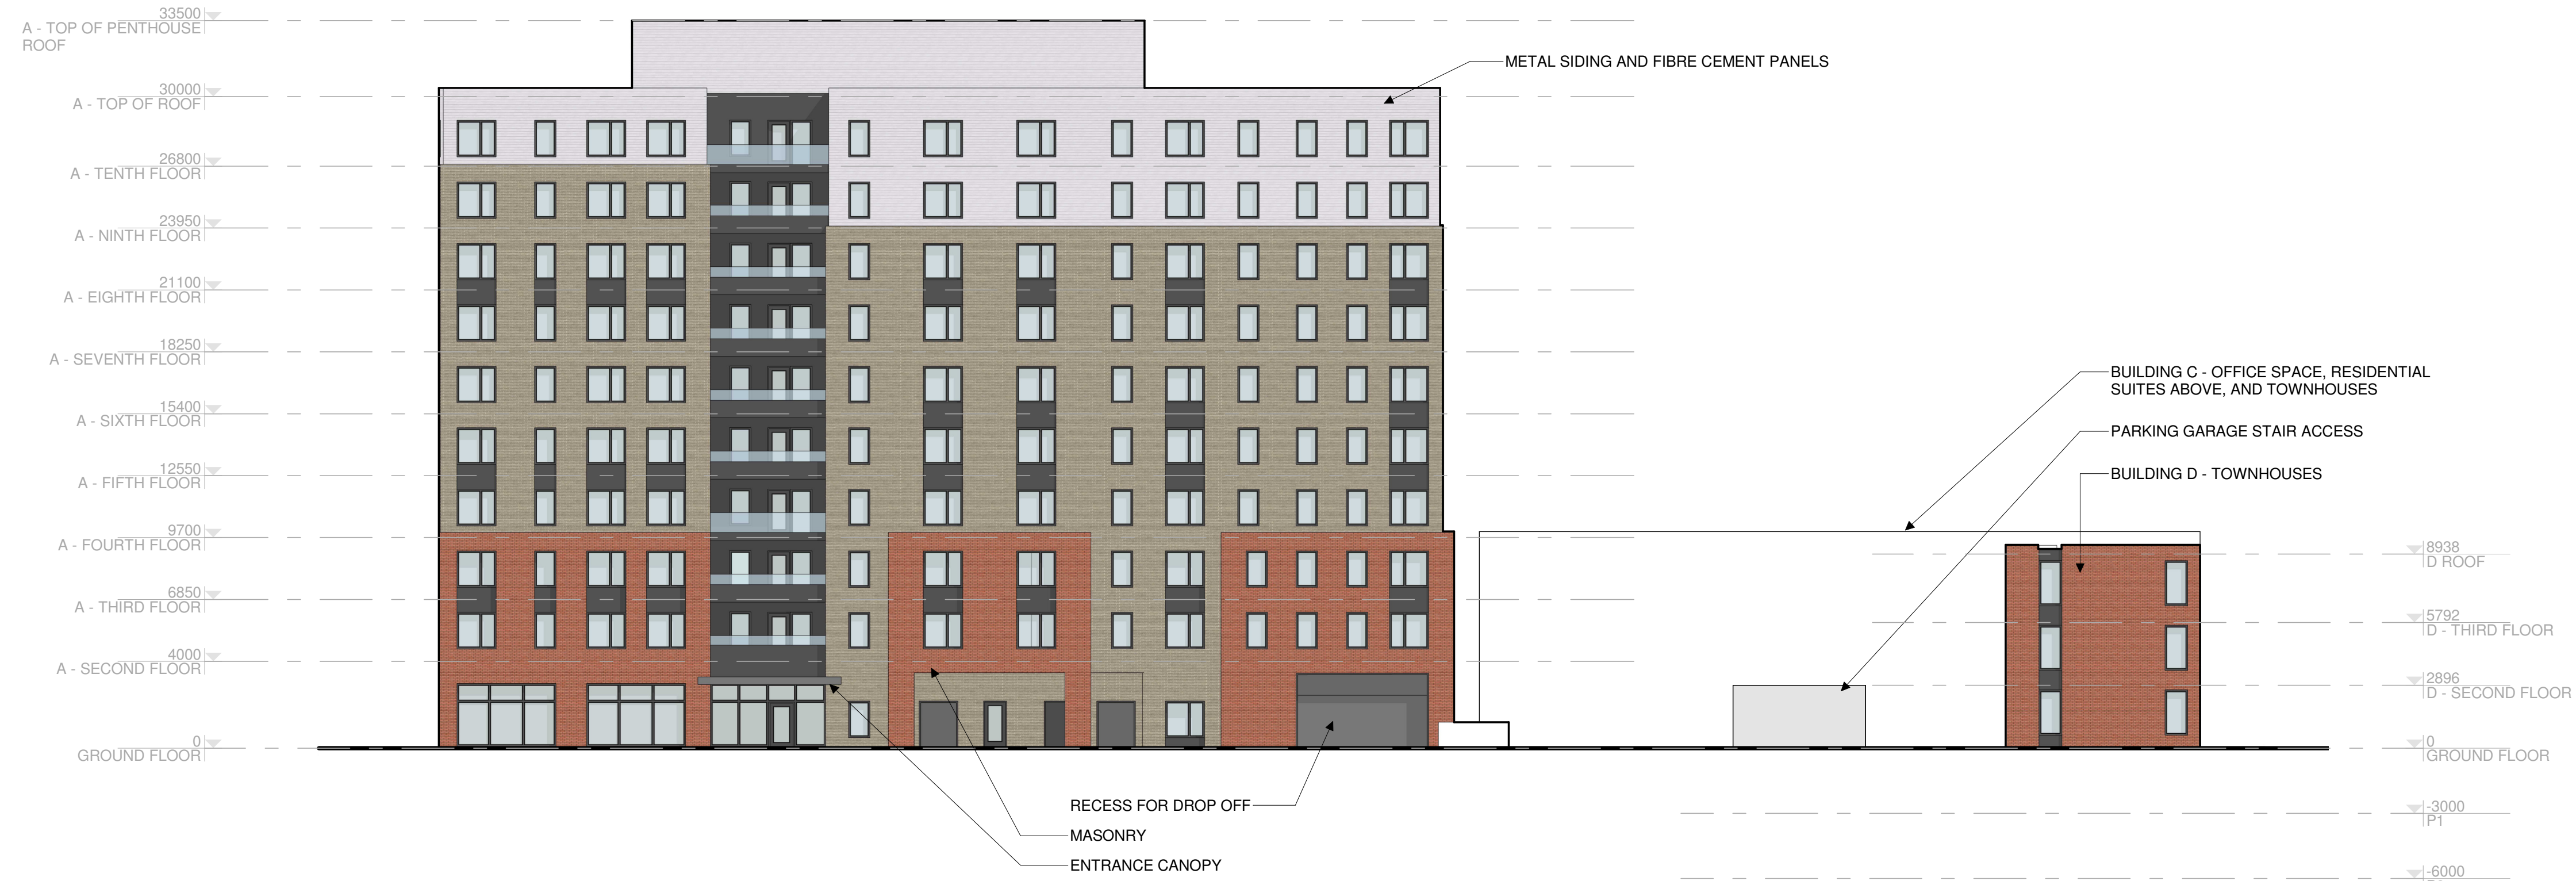 33500
A - TOP OF PENTHOUSE
ROOF
METAL SIDING AND FIBRE CEMENT PANELS
30000
A - TOP OF ROOF
26800
A - TENTH FLOOR
23950
A - NINTH FLOOR
21100
A - EIGHTH FLOOR
18250
A - SEVENTH FLOOR
BUILDING C - OFFICE SPACE, RESIDENTIAL
SUITES ABOVE, AND TOWNHOUSES
15400
A - SIXTH FLOOR
PARKING GARAGE STAIR ACCESS
12550
A - FIFTH FLOOR
BUILDING D - TOWNHOUSES
9700
A - FOURTH FLOOR
8938
D ROOF
6850
A - THIRD FLOOR
5792
D - THIRD FLOOR
4000
A - SECOND FLOOR
2896
D - SECOND FLOOR
0
GROUND FLOOR
0
GROUND FLOOR
RECESS FOR DROP OFF
-3000
P1
MASONRY
ENTRANCE CANOPY
-6000